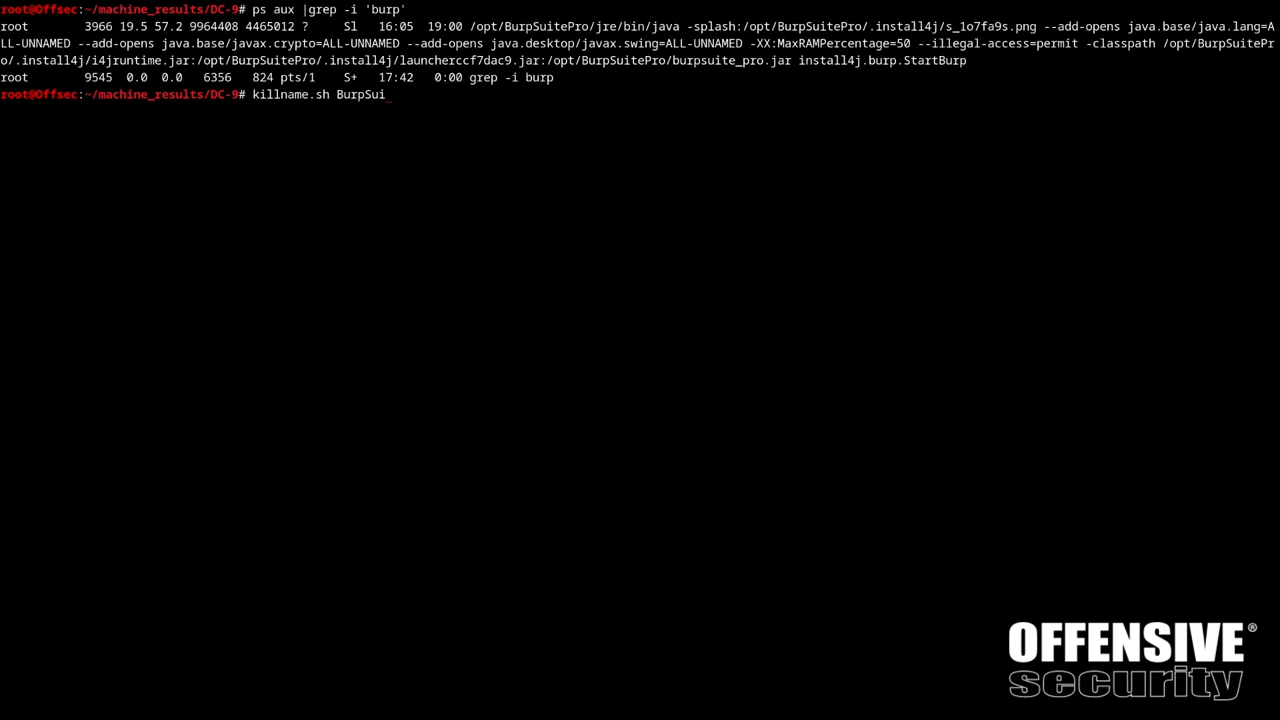 root@Offsec:~/machine_results/DC-9# ps aux |grep -i 'burp'
root        3966 19.5 57.2 9964408 4465012 ?     Sl   16:05  19:00 /opt/BurpSuitePro/jre/bin/java -splash:/opt/BurpSuitePro/.install4j/s_1o7fa9s.png --add-opens java.base/java.lang=A
LL-UNNAMED --add-opens java.base/javax.crypto=ALL-UNNAMED --add-opens java.desktop/javax.swing=ALL-UNNAMED -XX:MaxRAMPercentage=50 --illegal-access=permit -classpath /opt/BurpSuitePr
o/.install4j/i4jruntime.jar:/opt/BurpSuitePro/.install4j/launcherccf7dac9.jar:/opt/BurpSuitePro/burpsuite_pro.jar install4j.burp.StartBurp
root        9545  0.0  0.0   6356   824 pts/1    S+   17:42   0:00 grep -i burp
root@Offsec:~/machine_results/DC-9# killname.sh BurpSui_
OFFENSIVE®
security